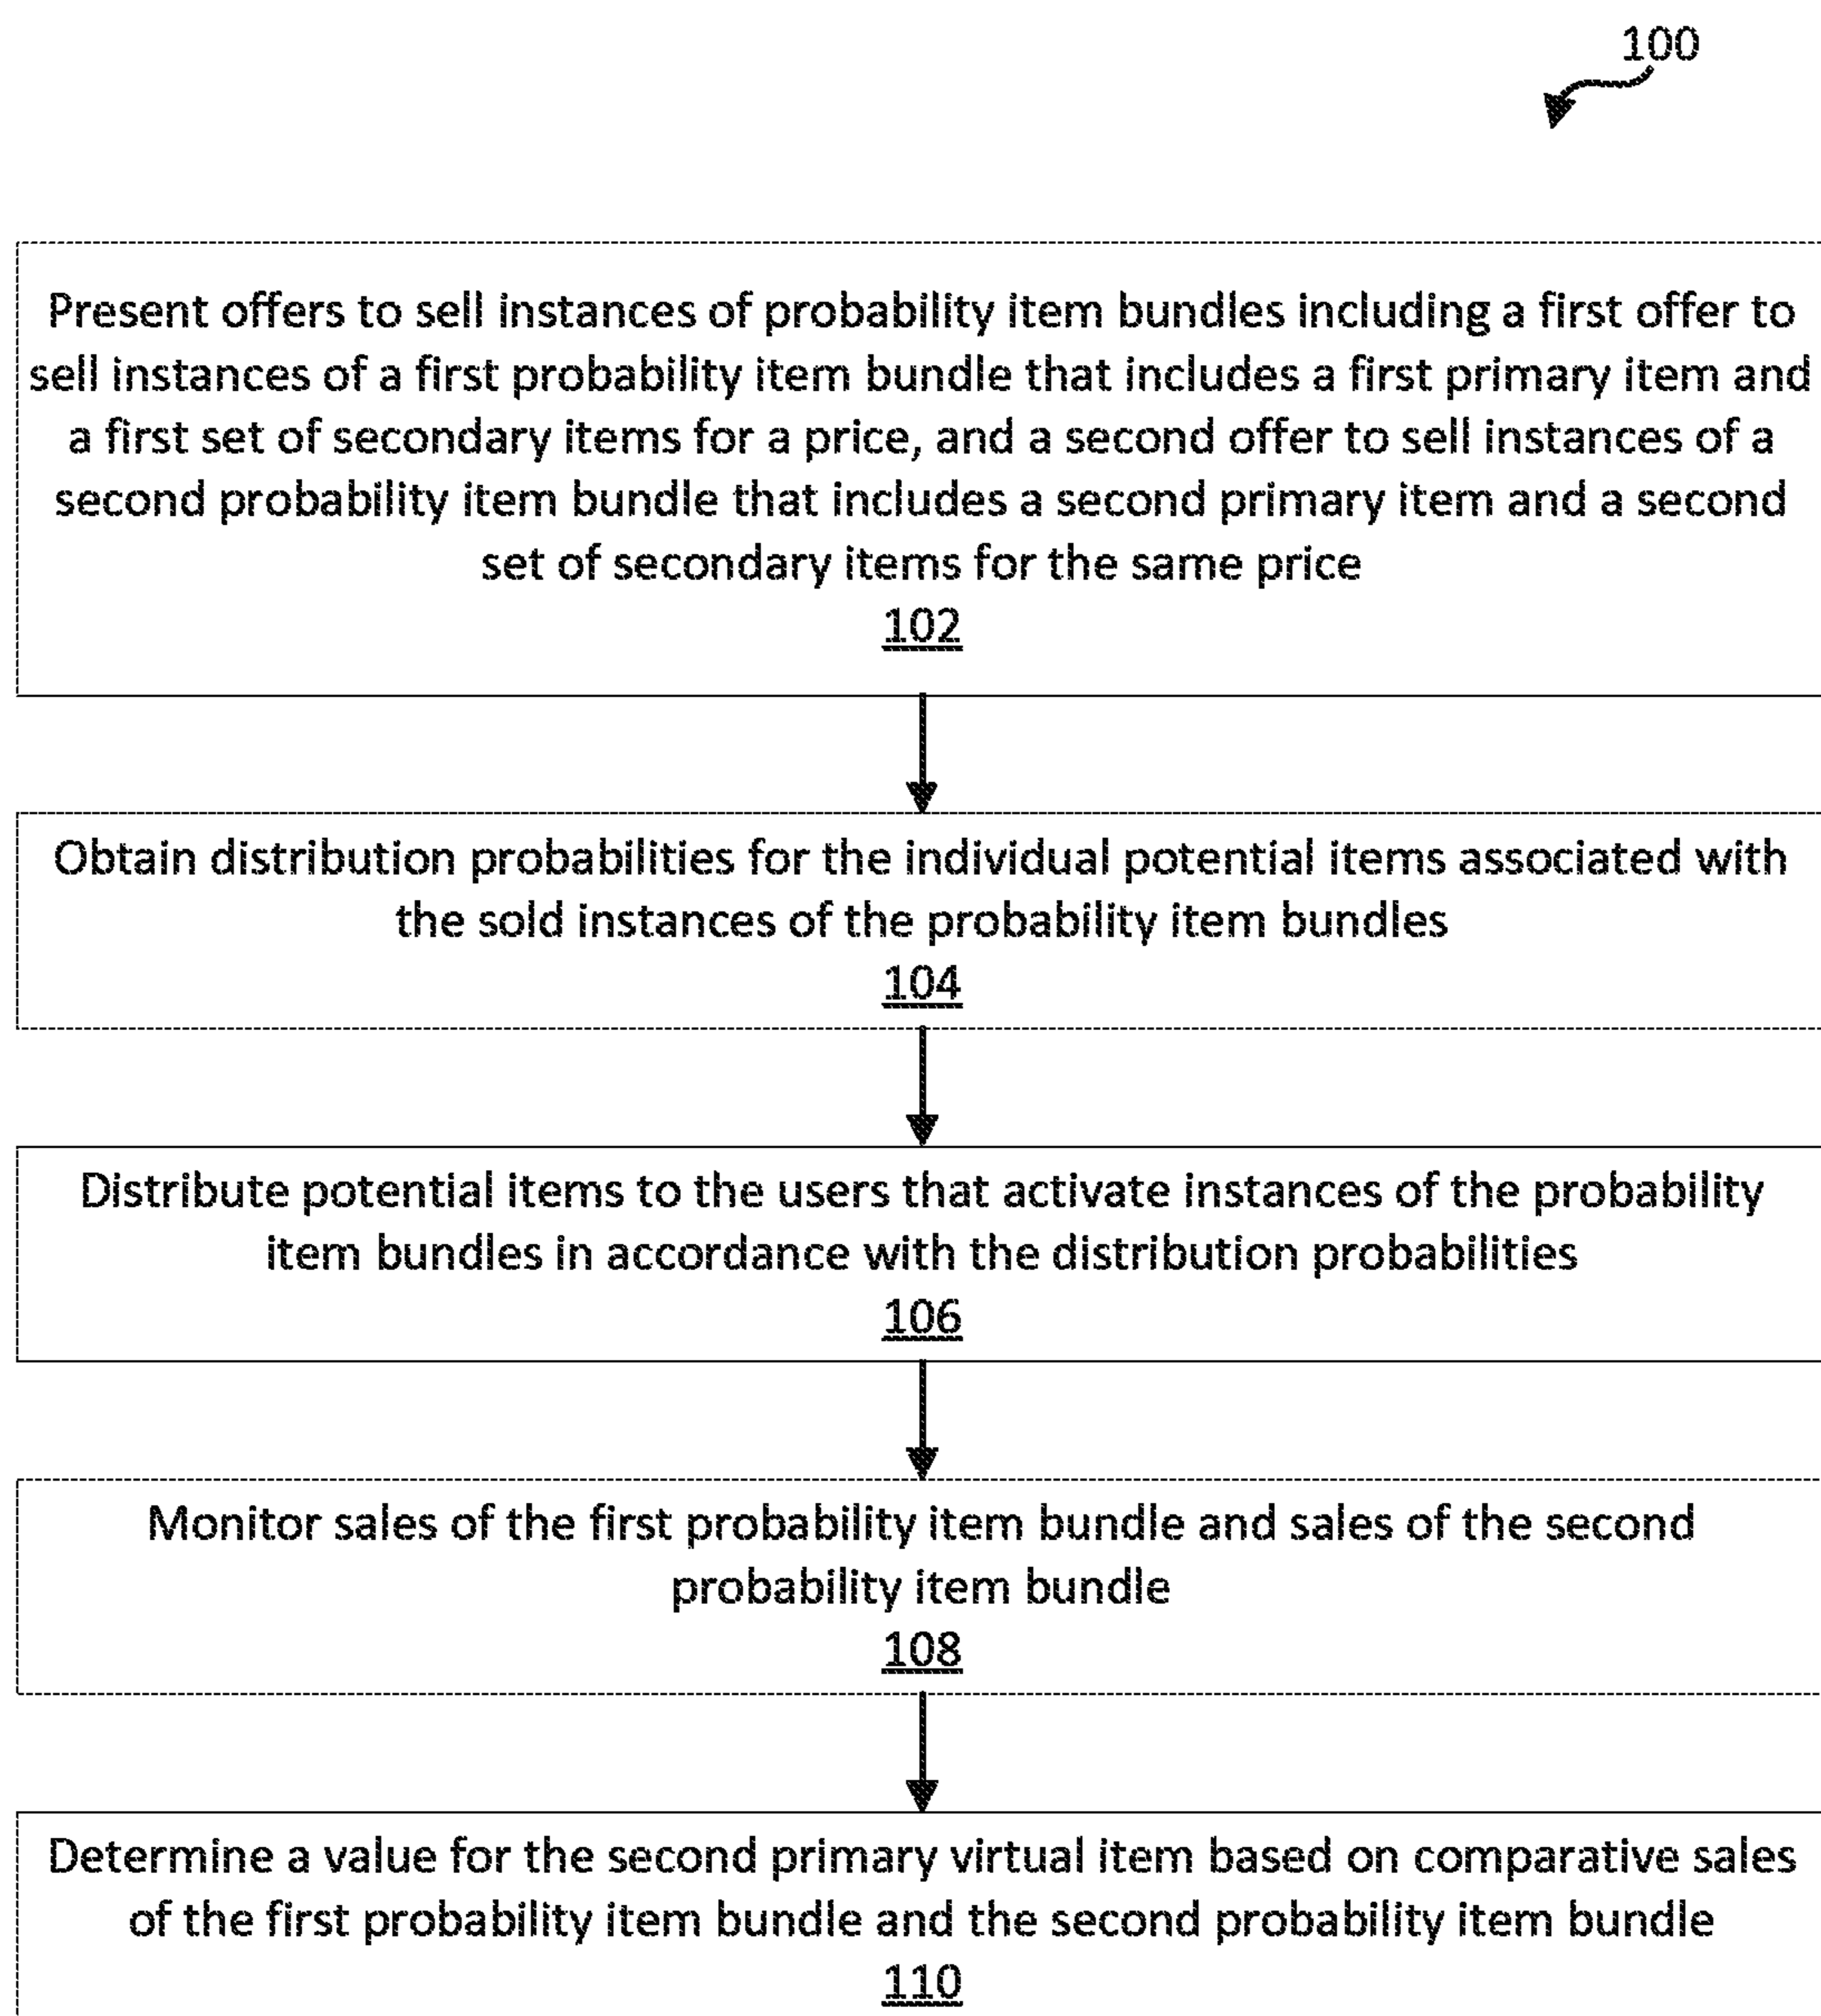 100
Present offers to sell instances of probability item bundles including a first offer to
sell instances of a first probability item bundle that includes a first primary item and
a first set of secondary items for a price, and a second offer to sell instances of a
second probability item bundle that includes a second primary item and a second
set of secondary items for the same price
102
Obtain distribution probabilities for the individual potential items associated with
the sold instances of the probability item bundles
104
Distribute potential items to the users that activate instances of the probability
item bundles in accordance with the distribution probabilities
106
Monitor sales of the first probability item bundle and sales of the second
probability item bundle
108
Determine a value for the second primary virtual item based on comparative sales
of the first probability item bundle and the second probability item bundle
110